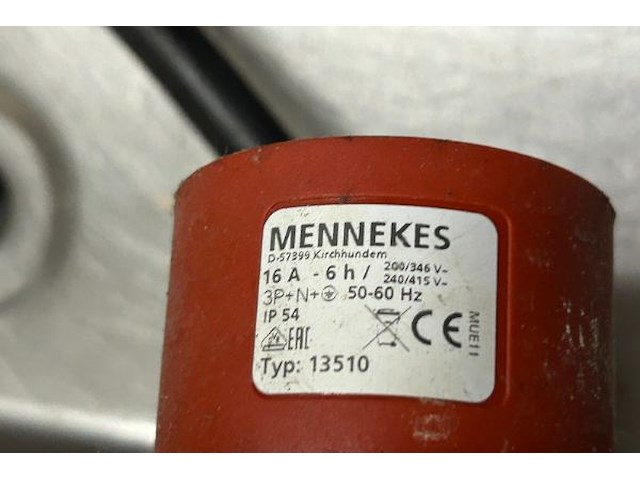 MENNEKES
D-57399 Kirchhundem
16 A - 6 h / 200/346 V~
240/415 V~
3P+N+⏚ 50-60 Hz
IP 54
CE
EAC
MUE11
Typ: 13510